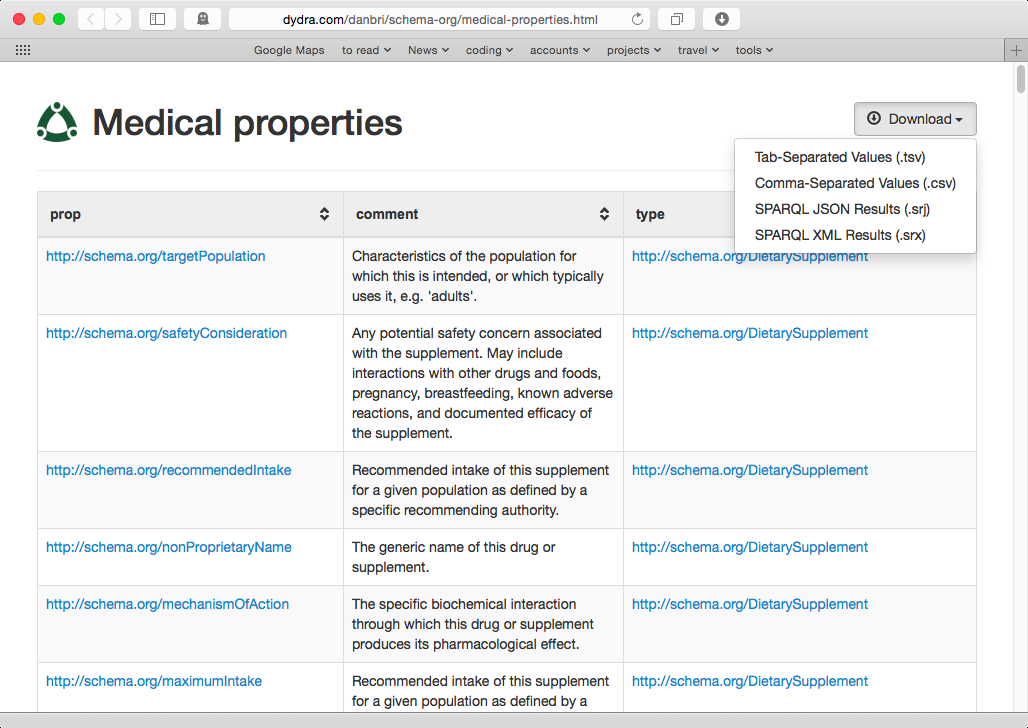 dydra.com/danbri/schema-org/medical-properties.html
Google Maps to read News coding accounts projects travel tools
Medical properties
Download
Tab-Separated Values (.tsv)
Comma-Separated Values (.csv)
SPARQL JSON Results (.srj)
SPARQL XML Results (.srx)
prop comment type
http://schema.org/targetPopulation
Characteristics of the population for
which this is intended, or which typically
uses it, e.g. 'adults'.
http://schema.org/DietarySupplement
http://schema.org/safetyConsideration
Any potential safety concern associated
with the supplement. May include
interactions with other drugs and foods,
pregnancy, breastfeeding, known adverse
reactions, and documented efficacy of
the supplement.
http://schema.org/DietarySupplement
http://schema.org/recommendedIntake
Recommended intake of this supplement
for a given population as defined by a
specific recommending authority.
http://schema.org/DietarySupplement
http://schema.org/nonProprietaryName
The generic name of this drug or
supplement.
http://schema.org/DietarySupplement
http://schema.org/mechanismOfAction
The specific biochemical interaction
through which this drug or supplement
produces its pharmacological effect.
http://schema.org/DietarySupplement
http://schema.org/maximumIntake
Recommended intake of this supplement
for a given population as defined by a
http://schema.org/DietarySupplement